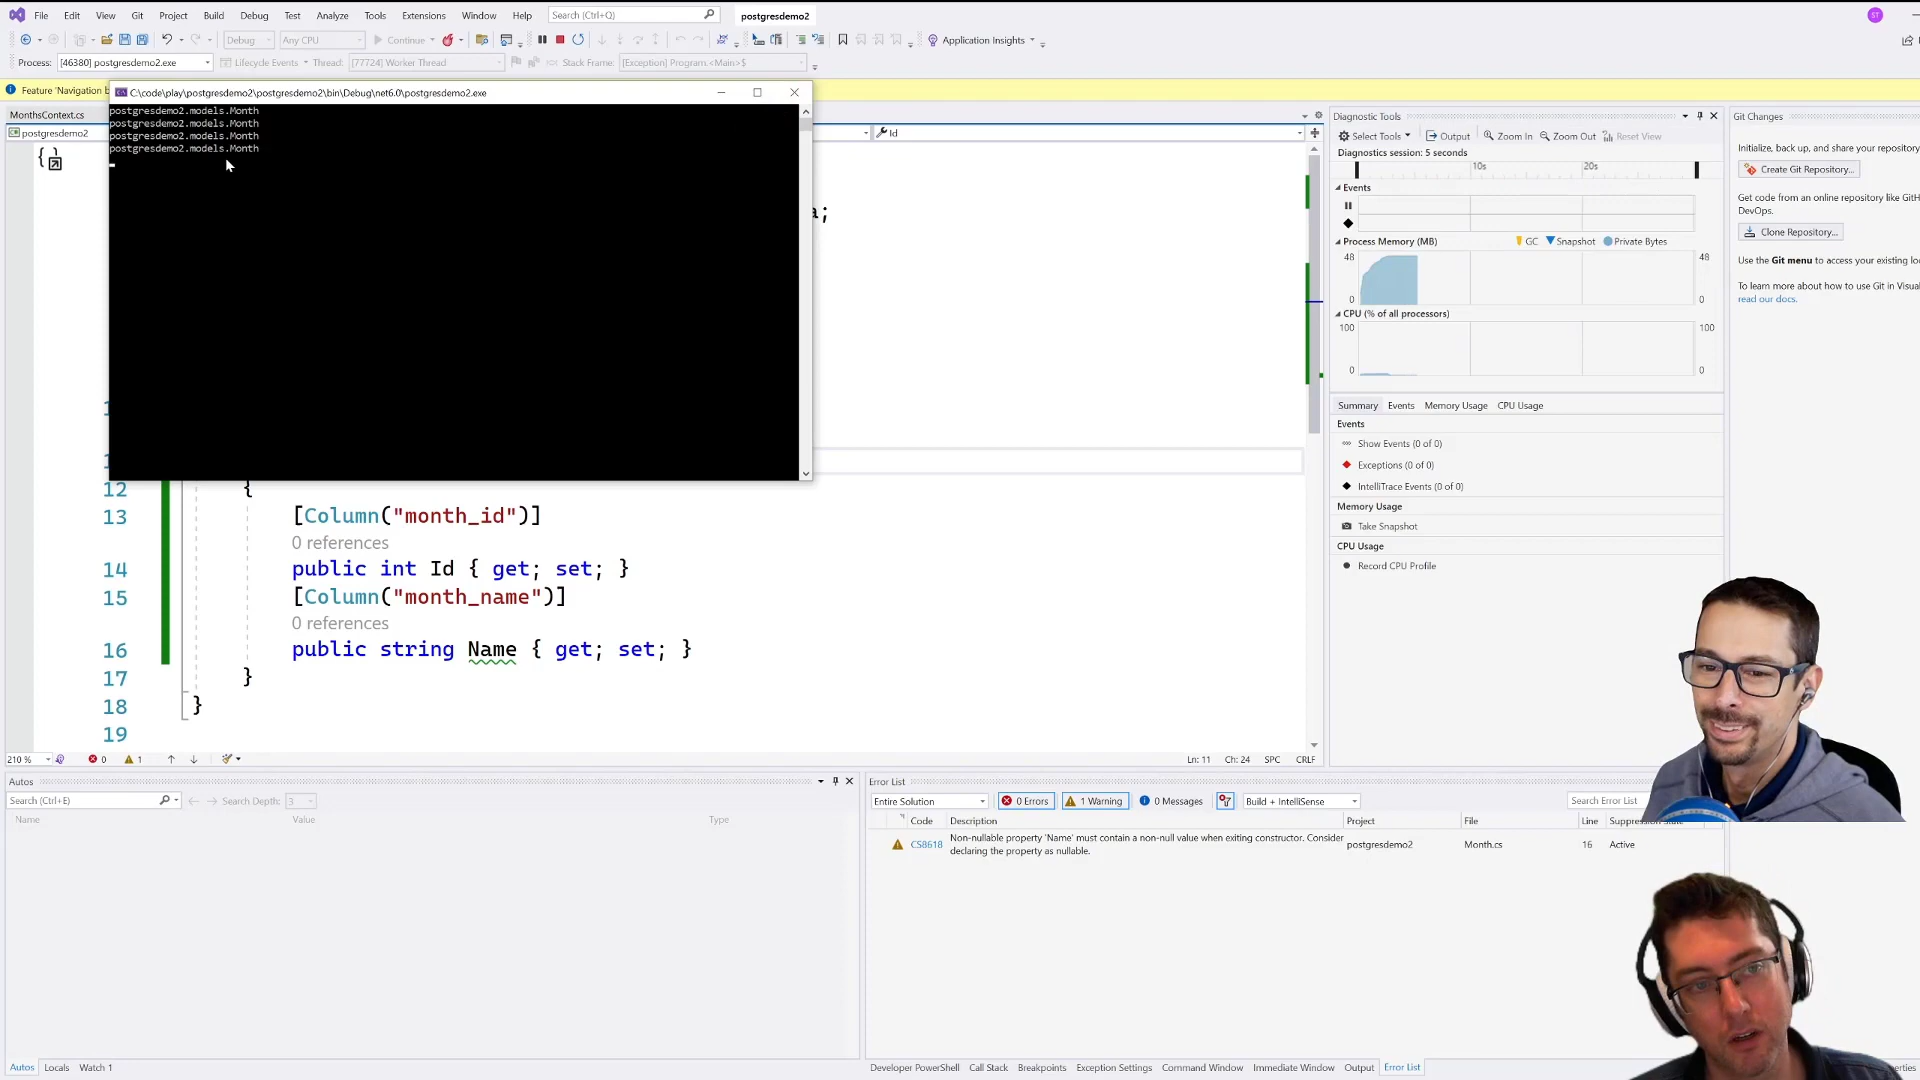 File Edit View Git Project Build Debug Test Analyze Tools Extensions Window Help Search (Ctrl+Q) postgresdemo2 ST
Debug Any CPU Continue Application Insights
Process: [46380] postgresdemo2.exe Lifecycle Events Thread: [77724] Worker Thread Stack Frame: [Exception] Program.<Main>$
Feature 'Navigation b
C:\code\play\postgresdemo2\postgresdemo2\bin\Debug\net6.0\postgresdemo2.exe
postgresdemo2.models.Month
postgresdemo2.models.Month
postgresdemo2.models.Month
postgresdemo2.models.Month
MonthsContext.cs
postgresdemo2
Id
a;
12 {
13 [Column("month_id")]
0 references
14 public int Id { get; set; }
15 [Column("month_name")]
0 references
16 public string Name { get; set; }
17 }
18 }
19
210 % 0 1 Ln: 11 Ch: 24 SPC CRLF
Diagnostic Tools
Select Tools Output Zoom In Zoom Out Reset View
Diagnostics session: 5 seconds
10s 20s
Events
Process Memory (MB) GC Snapshot Private Bytes
48 48
0 0
CPU (% of all processors)
100 100
0 0
Summary Events Memory Usage CPU Usage
Events
Show Events (0 of 0)
Exceptions (0 of 0)
IntelliTrace Events (0 of 0)
Memory Usage
Take Snapshot
CPU Usage
Record CPU Profile
Git Changes
Initialize, back up, and share your repository
Create Git Repository...
Get code from an online repository like GitH
DevOps.
Clone Repository...
Use the Git menu to access your existing loc
To learn more about how to use Git in Visual
read our docs.
Autos
Search (Ctrl+E) Search Depth: 3
Name Value Type
Autos Locals Watch 1
Error List
Entire Solution 0 Errors 1 Warning 0 Messages Build + IntelliSense Search Error List
Code Description Project File Line
CS8618 Non-nullable property 'Name' must contain a non-null value when exiting constructor. Consider declaring the property as nullable. postgresdemo2 Month.cs 16 Active
Developer PowerShell Call Stack Breakpoints Exception Settings Command Window Immediate Window Output Error List